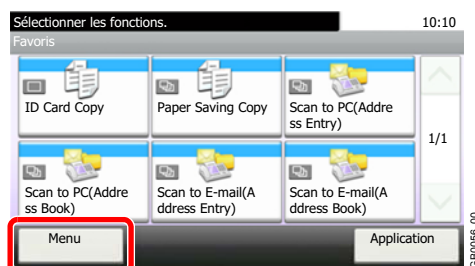 Sélectionner les fonctions. 10:10
Favoris
ID Card Copy
Paper Saving Copy
Scan to PC(Addre
ss Entry)
1/1
Scan to PC(Addre
ss Book)
Scan to E-mail(A
ddress Entry)
Scan to E-mail(A
ddress Book)
Menu
Application